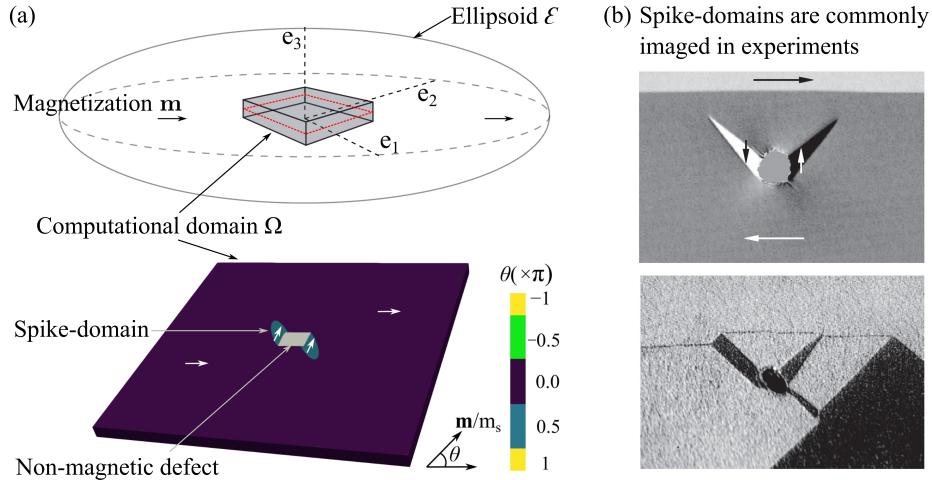 (a)
Ellipsoid ℰ
e₃
Magnetization m
e₂
e₁
Computational domain Ω
θ(×π)
−1
−0.5
0.0
0.5
1
Spike-domain
m/mₛ
θ
Non-magnetic defect
(b) Spike-domains are commonly
imaged in experiments